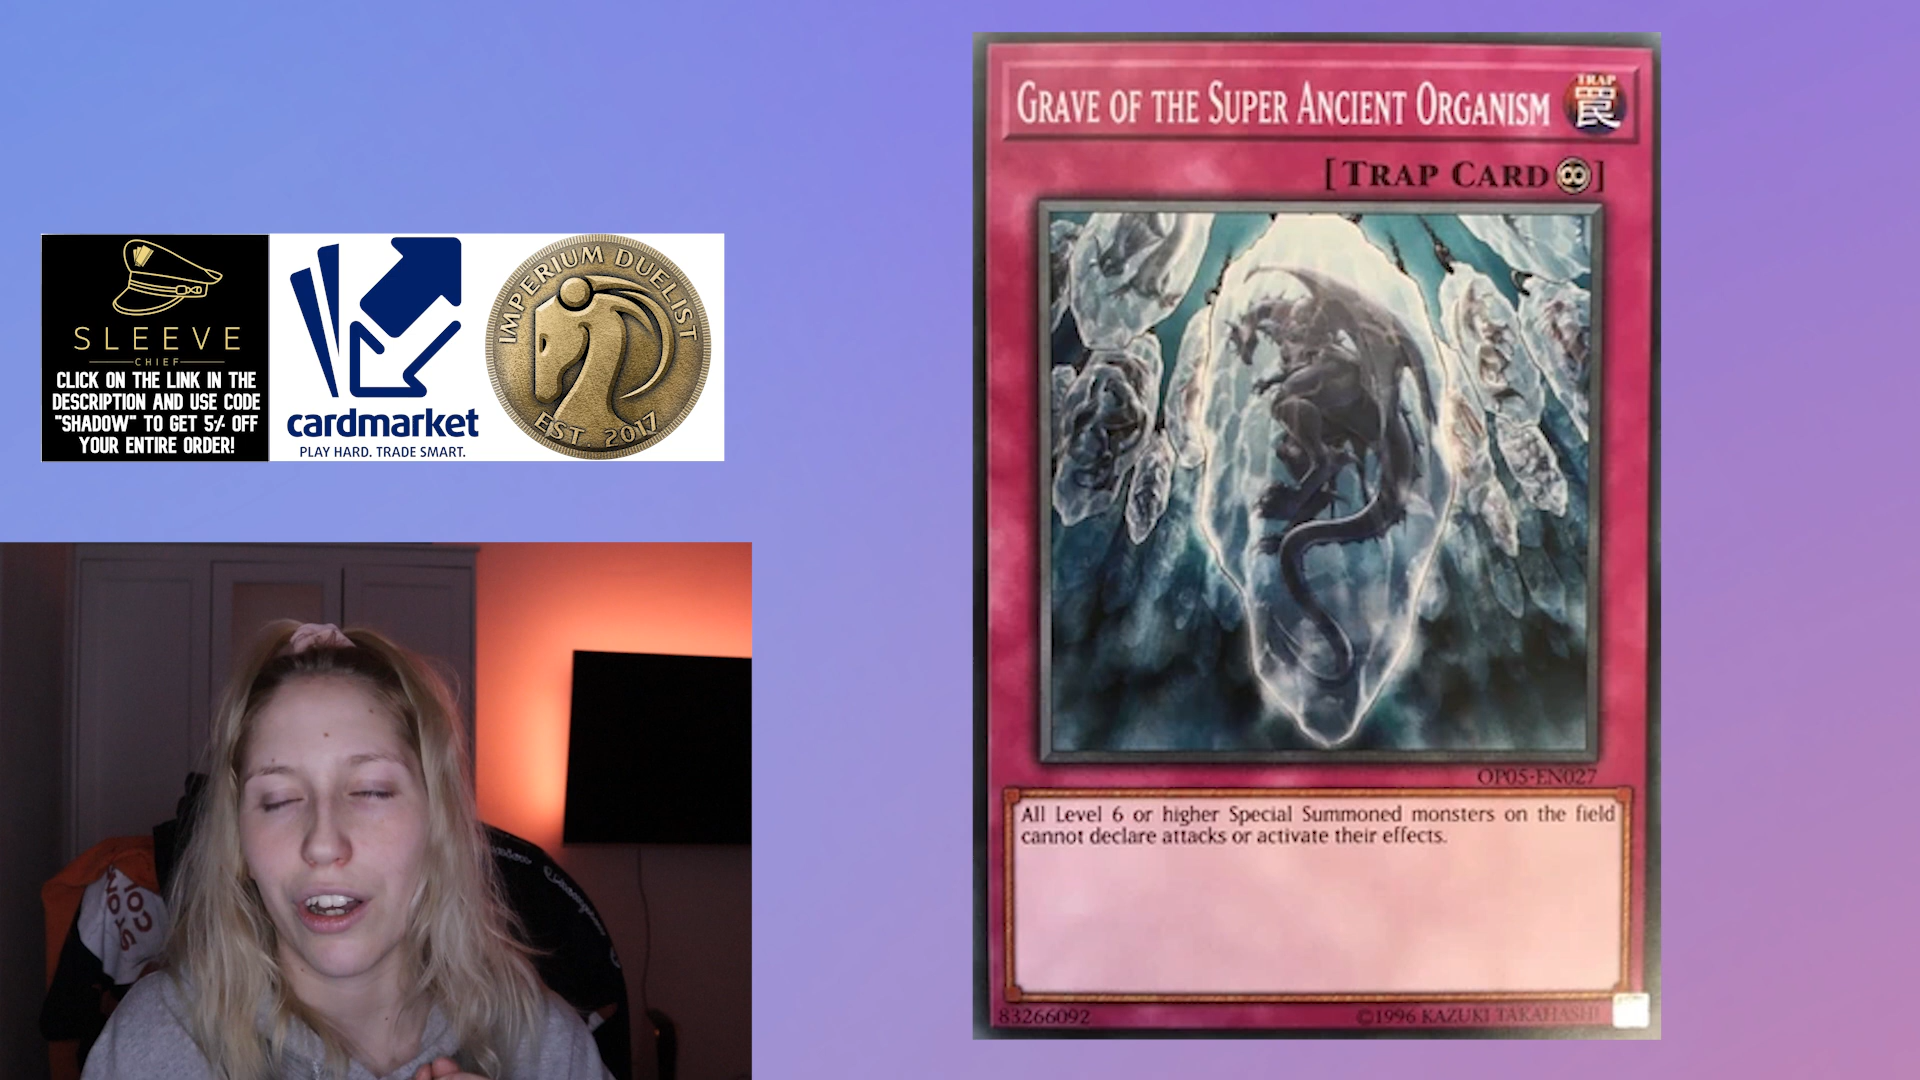 SLEEVE
CHIEF
CLICK ON THE LINK IN THE
DESCRIPTION AND USE CODE
"SHADOW" TO GET 5% OFF
YOUR ENTIRE ORDER!
cardmarket
PLAY HARD. TRADE SMART.
IMPERIUM DUELIST
EST. 2017
GRAVE OF THE SUPER ANCIENT ORGANISM
TRAP
罠
[TRAP CARD]
OP05-EN027
All Level 6 or higher Special Summoned monsters on the field
cannot declare attacks or activate their effects.
83266092
©1996 KAZUKI TAKAHASHI